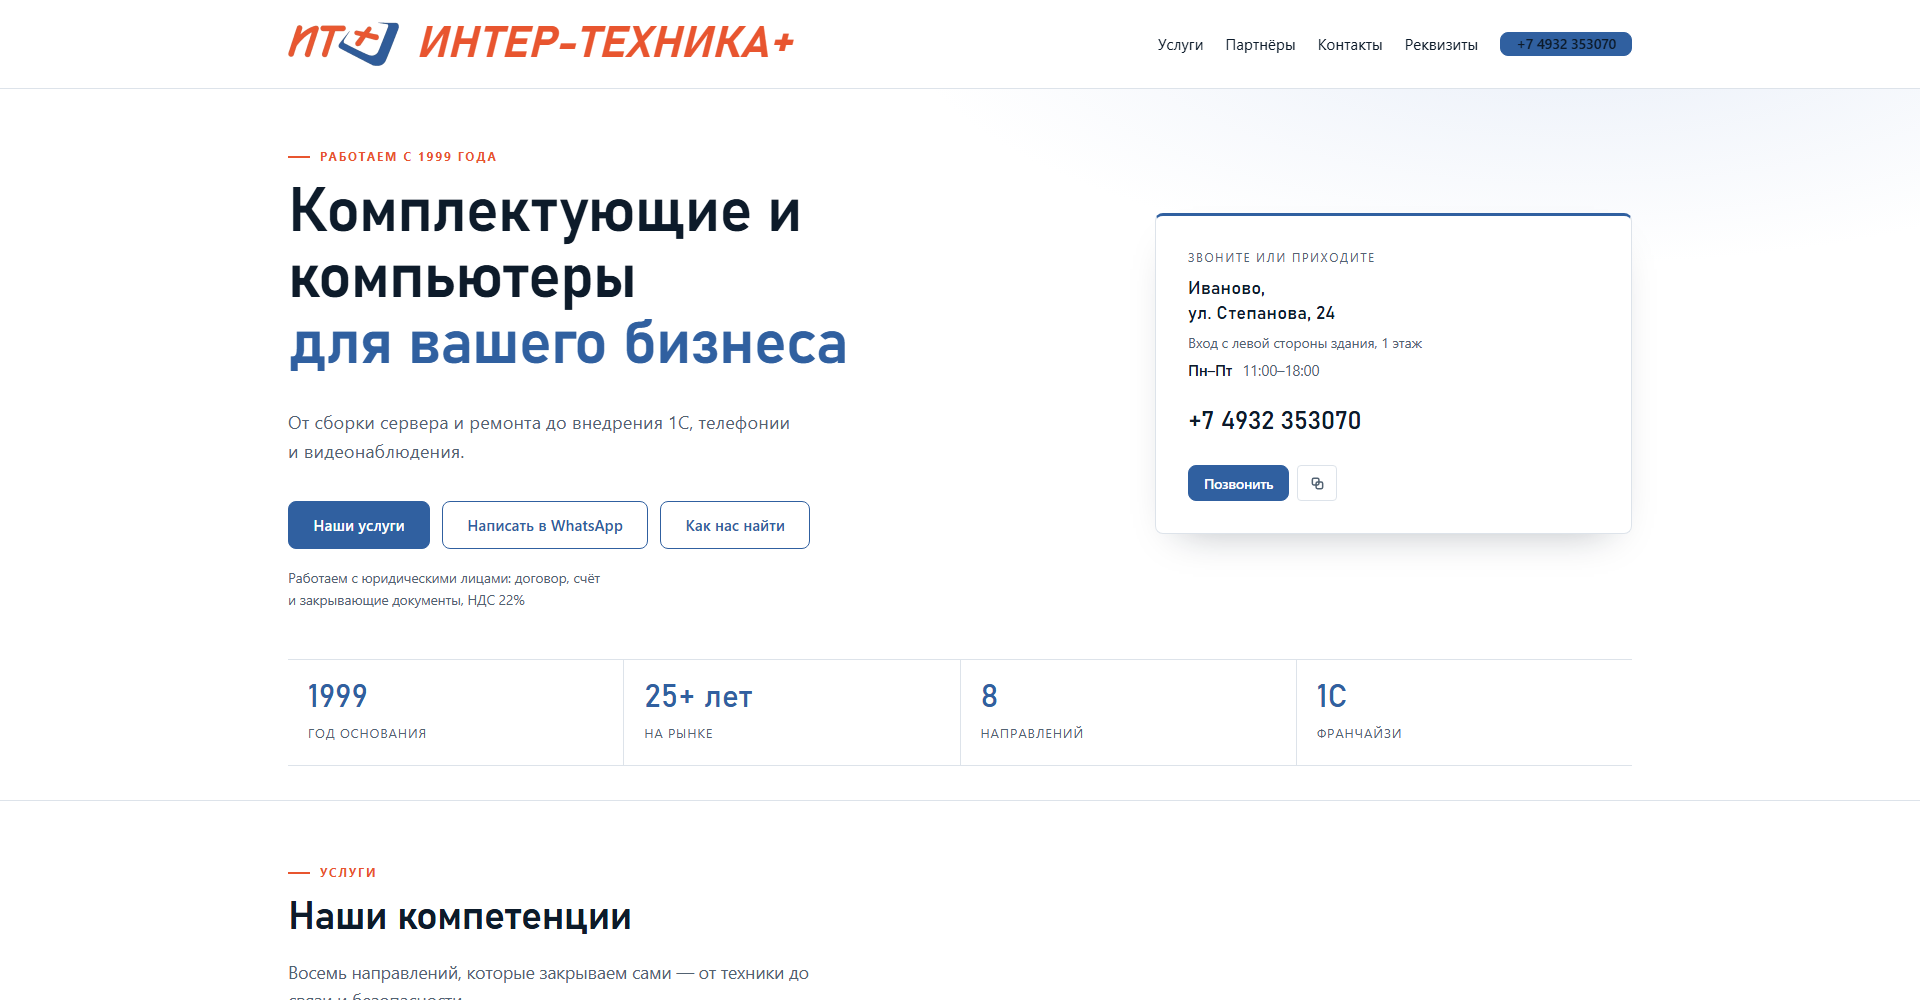 ИТ+ ИНТЕР-ТЕХНИКА+
Услуги Партнёры Контакты Реквизиты +7 4932 353070
РАБОТАЕМ С 1999 ГОДА
Комплектующие и
компьютеры
для вашего бизнеса
От сборки сервера и ремонта до внедрения 1С, телефонии
и видеонаблюдения.
Наши услуги Написать в WhatsApp Как нас найти
Работаем с юридическими лицами: договор, счёт
и закрывающие документы, НДС 22%
ЗВОНИТЕ ИЛИ ПРИХОДИТЕ
Иваново,
ул. Степанова, 24
Вход с левой стороны здания, 1 этаж
Пн–Пт 11:00–18:00
+7 4932 353070
Позвонить
1999
ГОД ОСНОВАНИЯ
25+ лет
НА РЫНКЕ
8
НАПРАВЛЕНИЙ
1С
ФРАНЧАЙЗИ
УСЛУГИ
Наши компетенции
Восемь направлений, которые закрываем сами — от техники до
связи и безопасности.